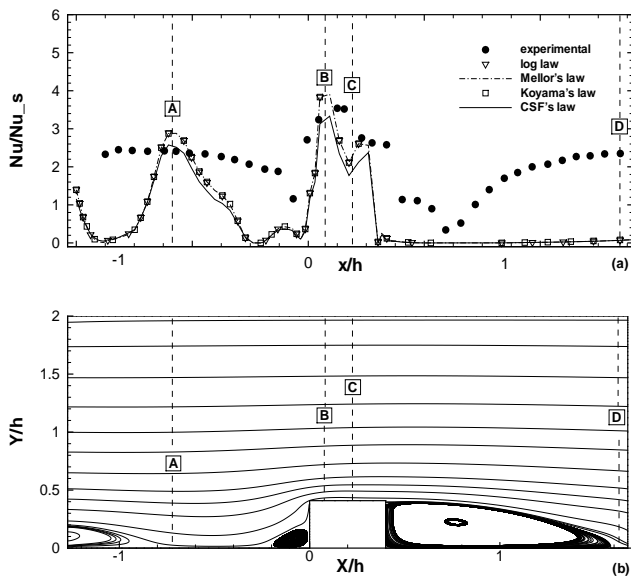 6
5
4
3
2
1
0
Nu/Nu_s
A
B
C
D
experimental
log law
Mellor's law
Koyama's law
CSF's law
-1
0
1
x/h
(a)
2
1.5
1
0.5
0
Y/h
A
B
C
D
-1
0
1
X/h
(b)